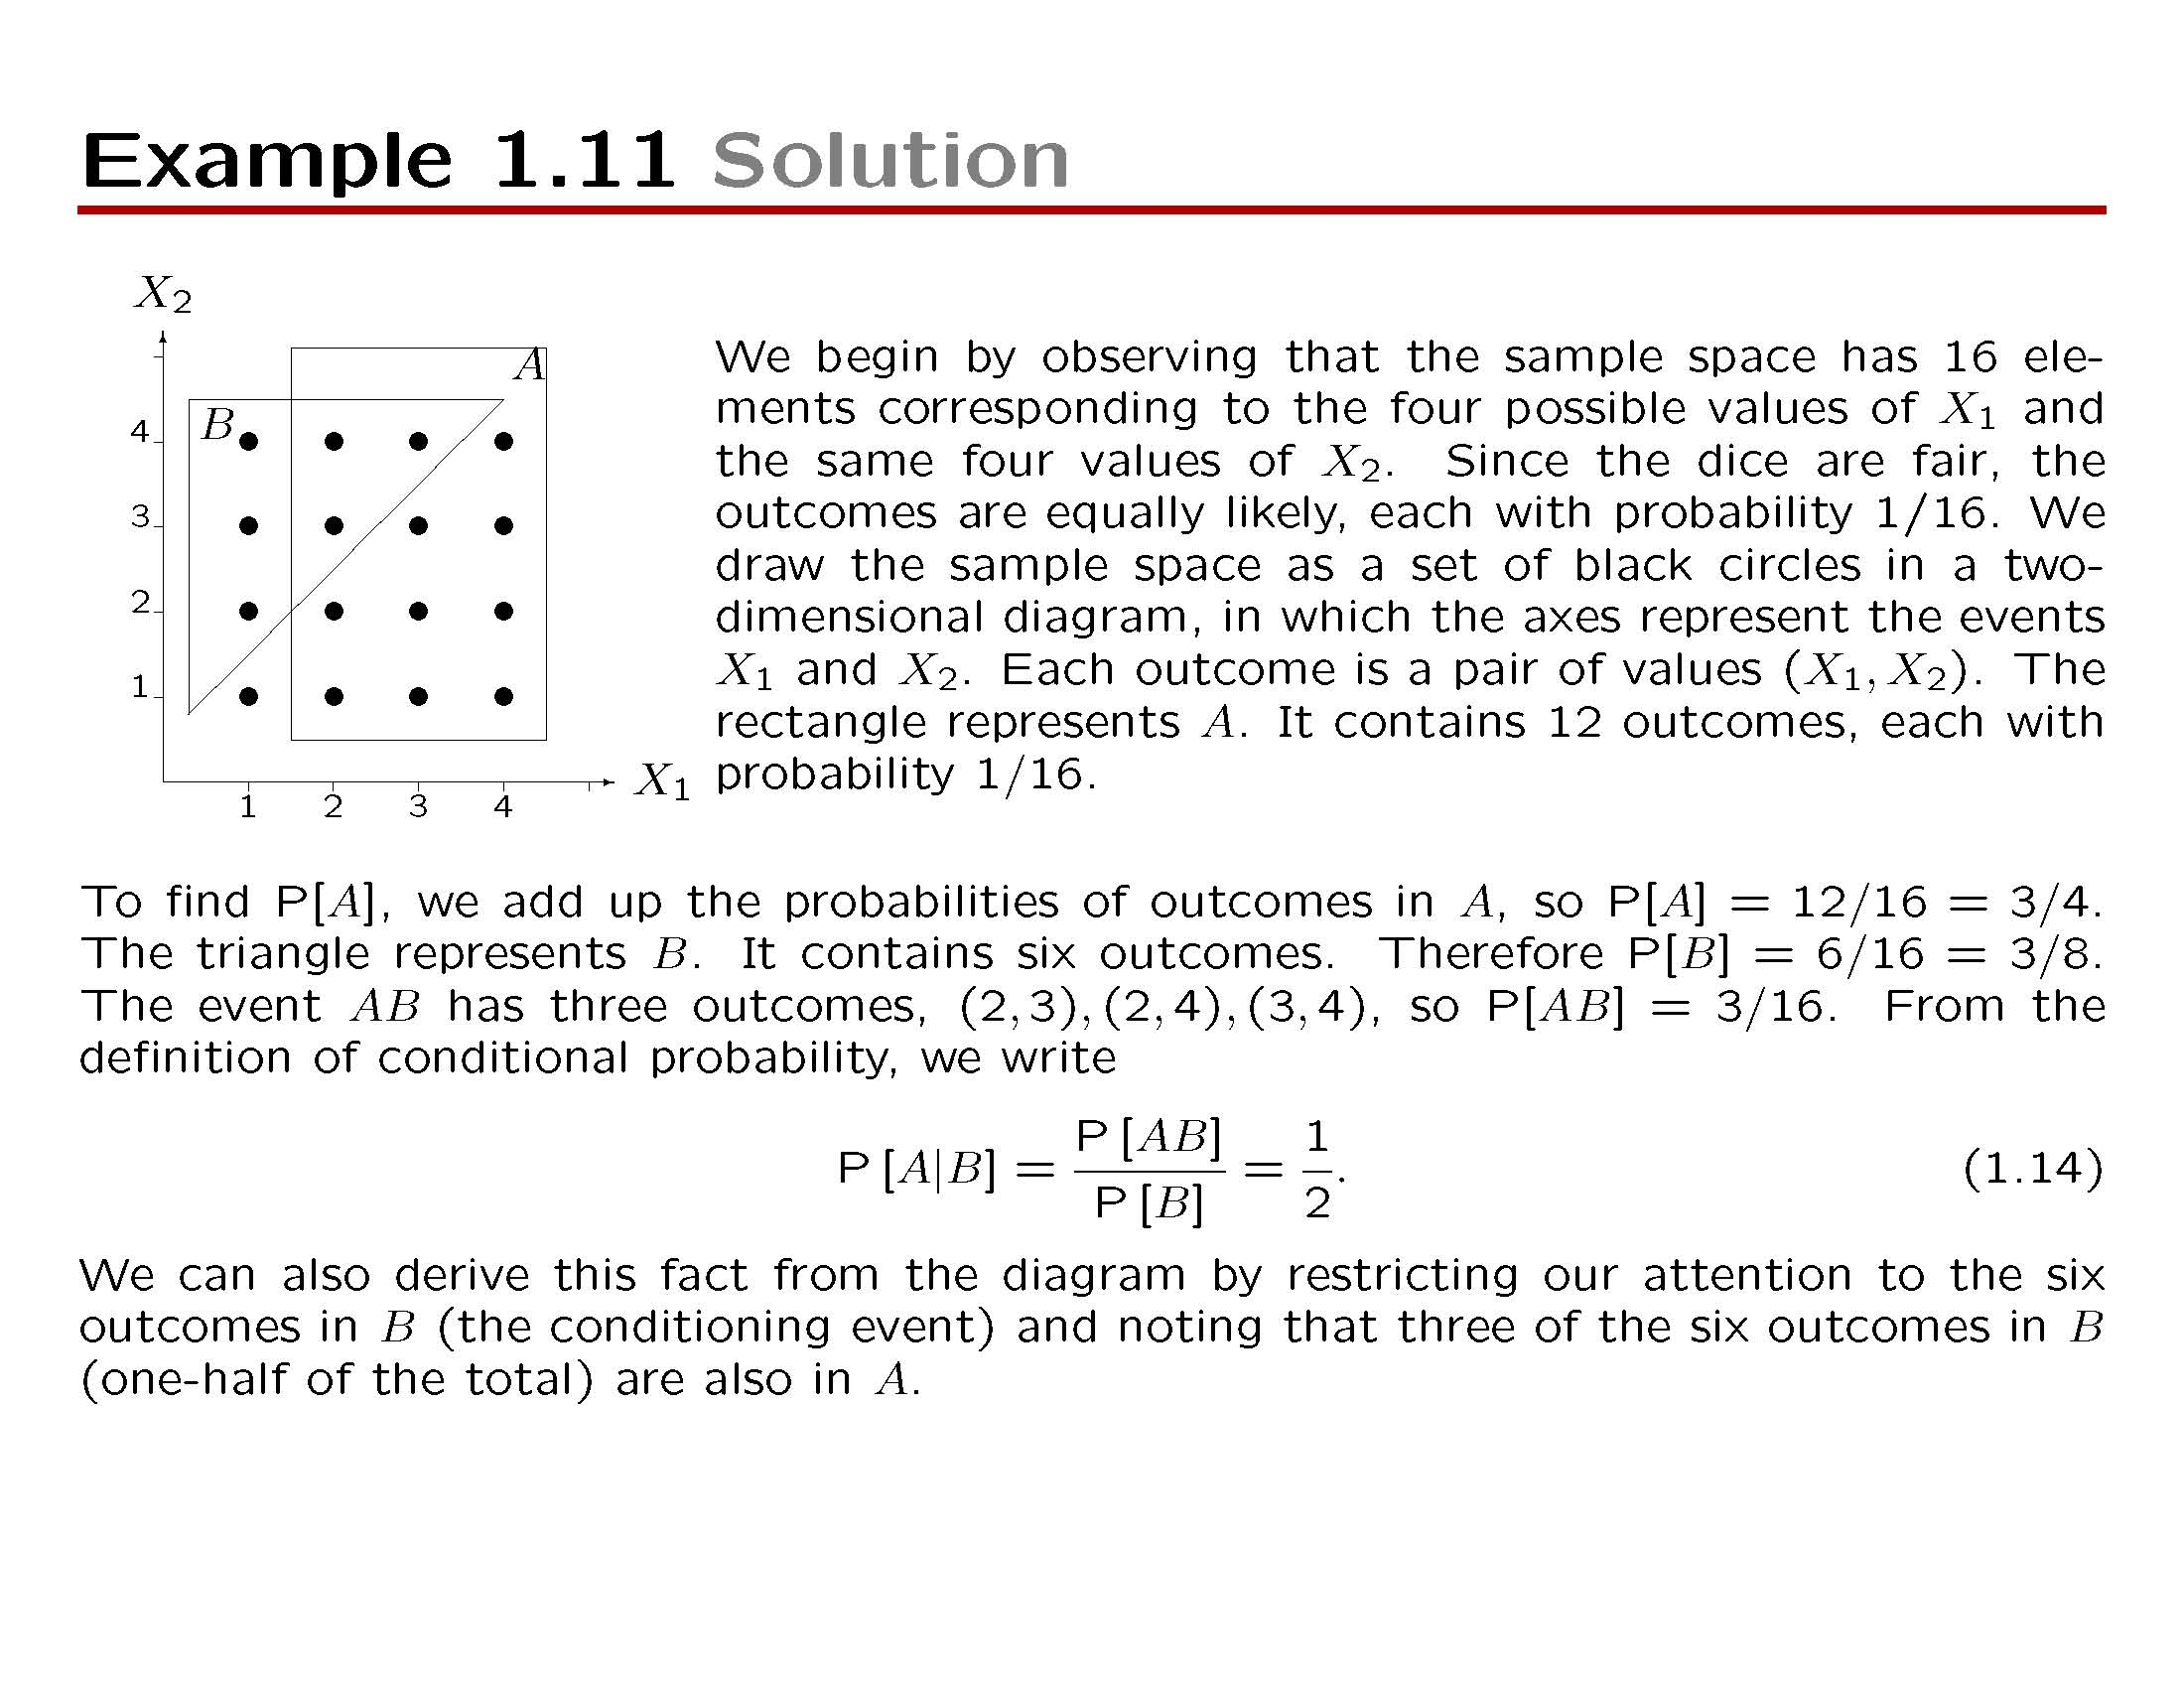 Example 1.11 Solution
X2
A
B
4
3
2
1
1 2 3 4
X1
We begin by observing that the sample space has 16 ele-
ments corresponding to the four possible values of X1 and
the same four values of X2. Since the dice are fair, the
outcomes are equally likely, each with probability 1/16. We
draw the sample space as a set of black circles in a two-
dimensional diagram, in which the axes represent the events
X1 and X2. Each outcome is a pair of values (X1, X2). The
rectangle represents A. It contains 12 outcomes, each with
probability 1/16.
To find P[A], we add up the probabilities of outcomes in A, so P[A] = 12/16 = 3/4.
The triangle represents B. It contains six outcomes. Therefore P[B] = 6/16 = 3/8.
The event AB has three outcomes, (2,3), (2,4), (3,4), so P[AB] = 3/16. From the
definition of conditional probability, we write
P [A|B] = P [AB] / P [B] = 1/2. (1.14)
We can also derive this fact from the diagram by restricting our attention to the six
outcomes in B (the conditioning event) and noting that three of the six outcomes in B
(one-half of the total) are also in A.